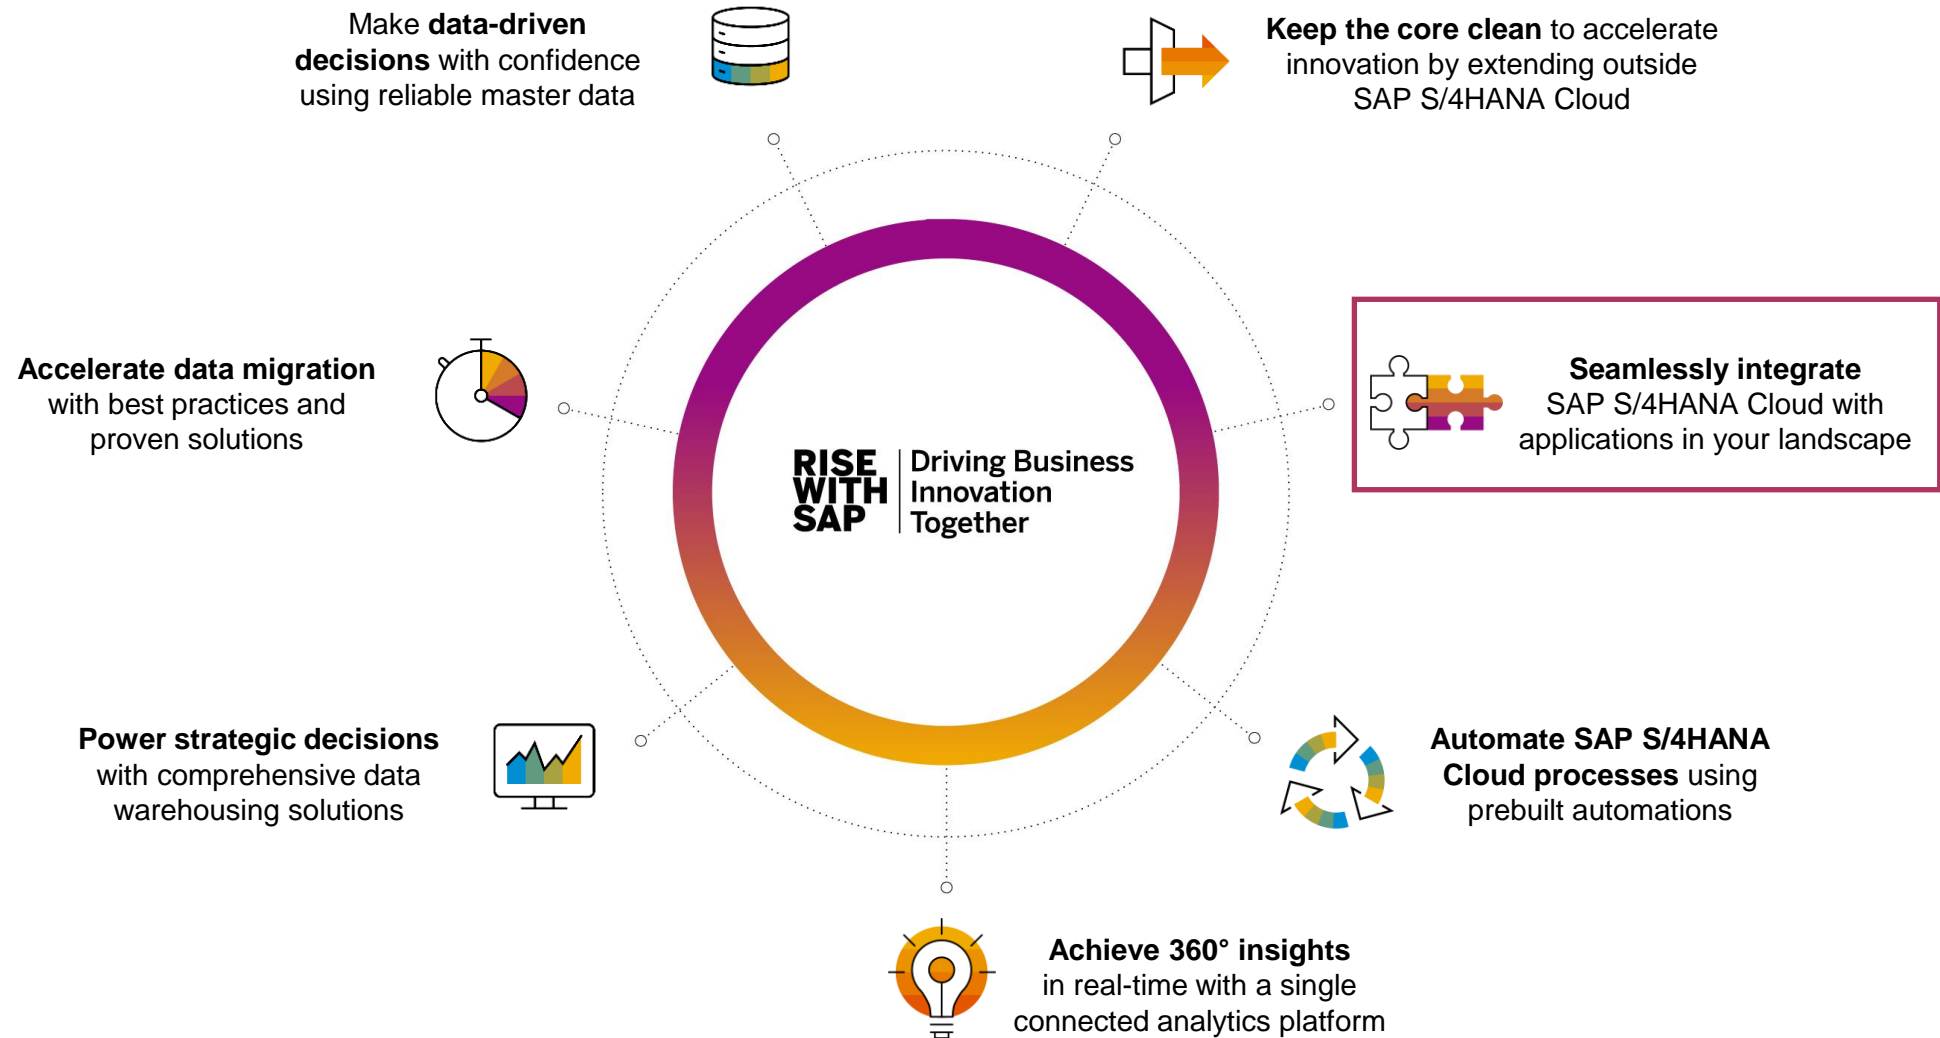 Make data-driven
decisions with confidence
using reliable master data
Keep the core clean to accelerate
innovation by extending outside
SAP S/4HANA Cloud
Accelerate data migration
with best practices and
proven solutions
Seamlessly integrate
SAP S/4HANA Cloud with
applications in your landscape
RISE
WITH
SAP
Driving Business
Innovation
Together
Power strategic decisions
with comprehensive data
warehousing solutions
Automate SAP S/4HANA
Cloud processes using
prebuilt automations
Achieve 360° insights
in real-time with a single
connected analytics platform